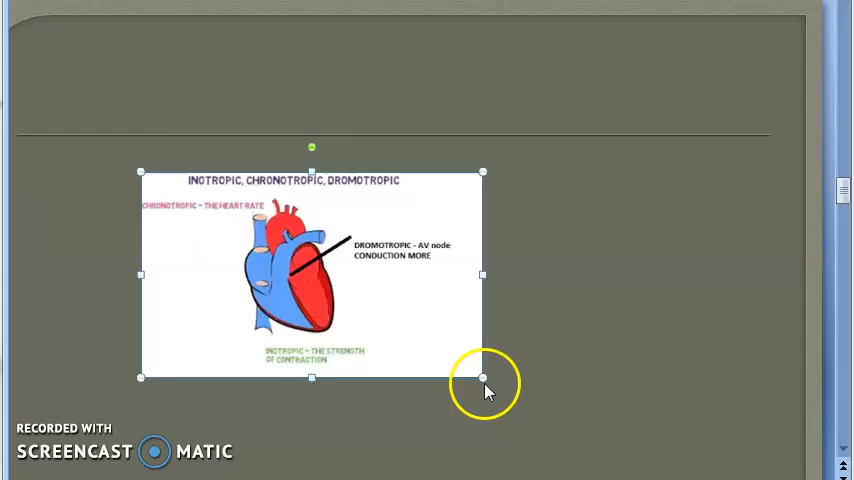 INOTROPIC, CHRONOTROPIC, DROMOTROPIC
CHRONOTROPIC - THE HEART RATE
DROMOTROPIC - AV node
CONDUCTION MORE
INOTROPIC - THE STRENGTH
OF CONTRACTION
RECORDED WITH
SCREENCAST MATIC